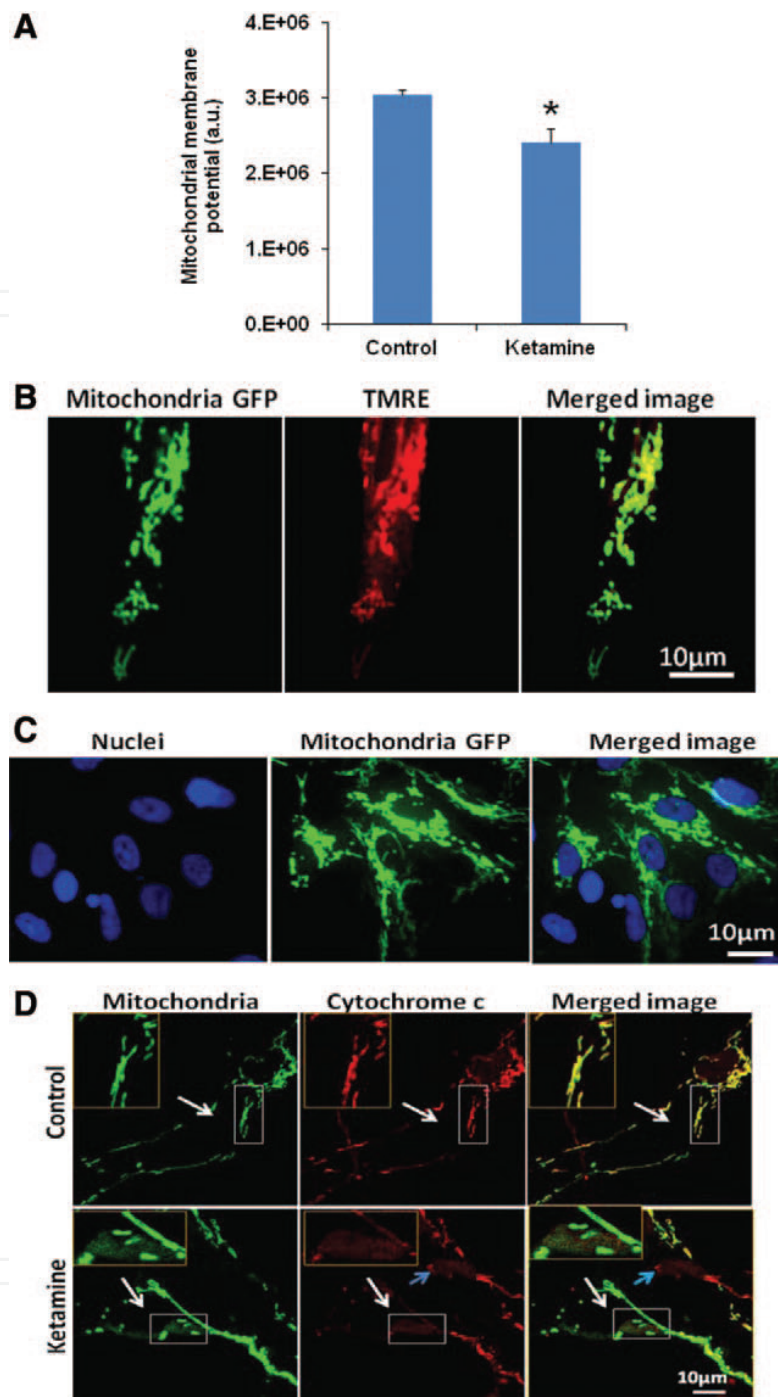 A
Mitochondrial membrane
potential (a.u.)
4.E+06
3.E+06
2.E+06
1.E+06
0.E+00
*
Control
Ketamine
B
Mitochondria GFP
TMRE
Merged image
10µm
C
Nuclei
Mitochondria GFP
Merged image
10µm
D
Mitochondria
Cytochrome c
Merged image
Control
Ketamine
10µm